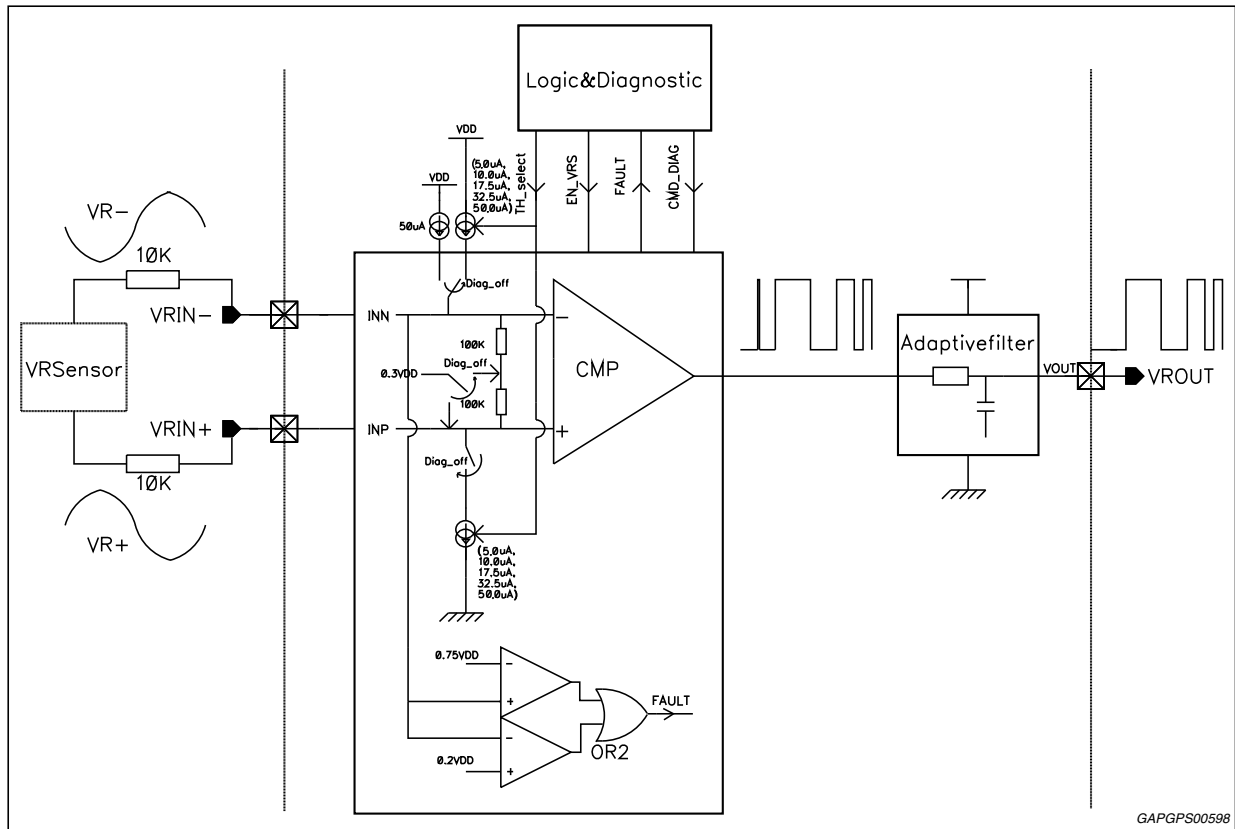 Logic&Diagnostic
VDD
VDD
(5.0uA,
10.0uA,
17.5uA,
32.5uA,
50.0uA)
TH_select
EN_VRS
FAULT
CMD_DIAG
50uA
VR-
10K
VRIN-
VRSensor
VRIN+
10K
VR+
Diag_off
INN
100K
Diag_off
0.3VDD
100K
INP
Diag_off
-
+
CMP
(5.0uA,
10.0uA,
17.5uA,
32.5uA,
50.0uA)
0.75VDD
-
+
-
+
0.2VDD
FAULT
OR2
Adaptivefilter
VOUT
VROUT
GAPGPS00598